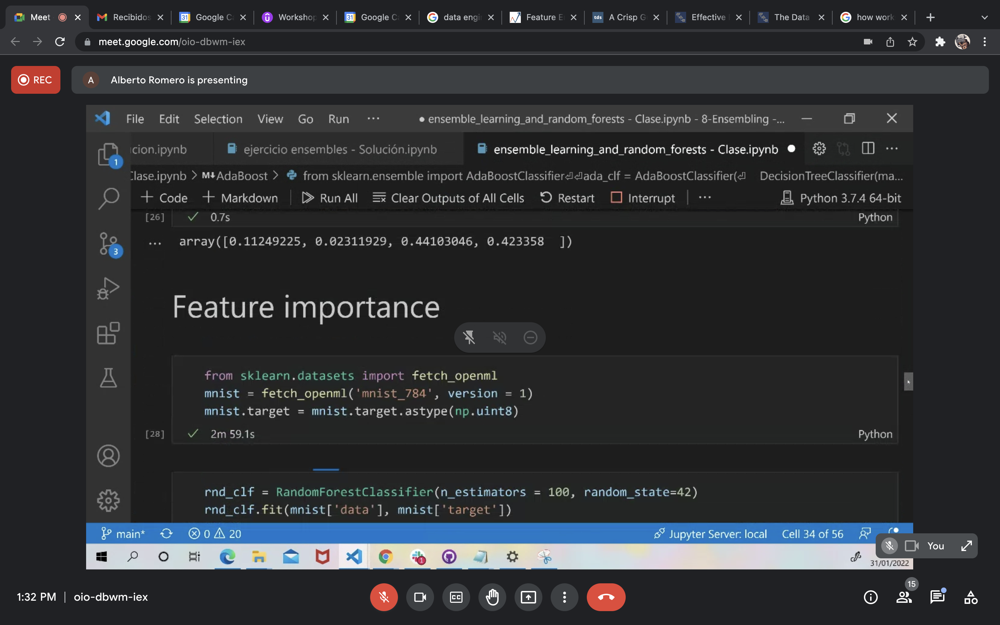 Meet
Recibidos
31 Google Ca
Workshop
31 Google Ca
data engi
Feature E
tds A Crisp G
Effective
The Data
how work
meet.google.com/oio-dbwm-iex
REC
A Alberto Romero is presenting
File Edit Selection View Go Run ··· ● ensemble_learning_and_random_forests - Clase.ipynb - 8-Ensembling -...
cion.ipynb ejercicio ensembles - Solución.ipynb ensemble_learning_and_random_forests - Clase.ipynb ●
1
Clase.ipynb > M↓AdaBoost > from sklearn.ensemble import AdaBoostClassifier⏎⏎ada_clf = AdaBoostClassifier(⏎ DecisionTreeClassifier(ma...
+ Code + Markdown Run All Clear Outputs of All Cells Restart Interrupt ··· Python 3.7.4 64-bit
[26] ✓ 0.7s Python
... array([0.11249225, 0.02311929, 0.44103046, 0.423358 ])
3
Feature importance
from sklearn.datasets import fetch_openml
mnist = fetch_openml('mnist_784', version = 1)
mnist.target = mnist.target.astype(np.uint8)
[28] ✓ 2m 59.1s Python
rnd_clf = RandomForestClassifier(n_estimators = 100, random_state=42)
rnd_clf.fit(mnist['data'], mnist['target'])
main* 0 20 Jupyter Server: local Cell 34 of 56
You
1
31/01/2022
1:32 PM | oio-dbwm-iex
CC
15